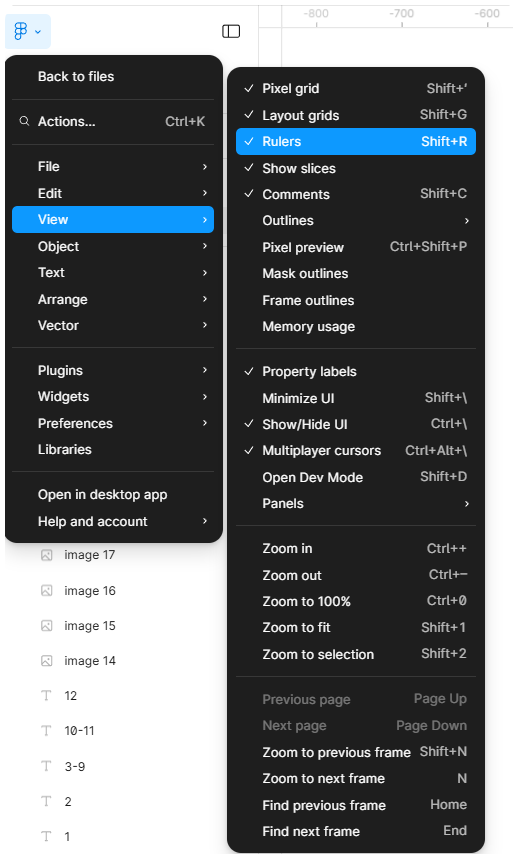 -800 -700 -600
Back to files
Actions... Ctrl+K
File
Edit
View
Object
Text
Arrange
Vector
Plugins
Widgets
Preferences
Libraries
Open in desktop app
Help and account
Pixel grid Shift+'
Layout grids Shift+G
Rulers Shift+R
Show slices
Comments Shift+C
Outlines
Pixel preview Ctrl+Shift+P
Mask outlines
Frame outlines
Memory usage
Property labels
Minimize UI Shift+\
Show/Hide UI Ctrl+\
Multiplayer cursors Ctrl+Alt+\
Open Dev Mode Shift+D
Panels
Zoom in Ctrl++
Zoom out Ctrl+−
Zoom to 100% Ctrl+0
Zoom to fit Shift+1
Zoom to selection Shift+2
Previous page Page Up
Next page Page Down
Zoom to previous frame Shift+N
Zoom to next frame N
Find previous frame Home
Find next frame End
image 17
image 16
image 15
image 14
12
10-11
3-9
2
1